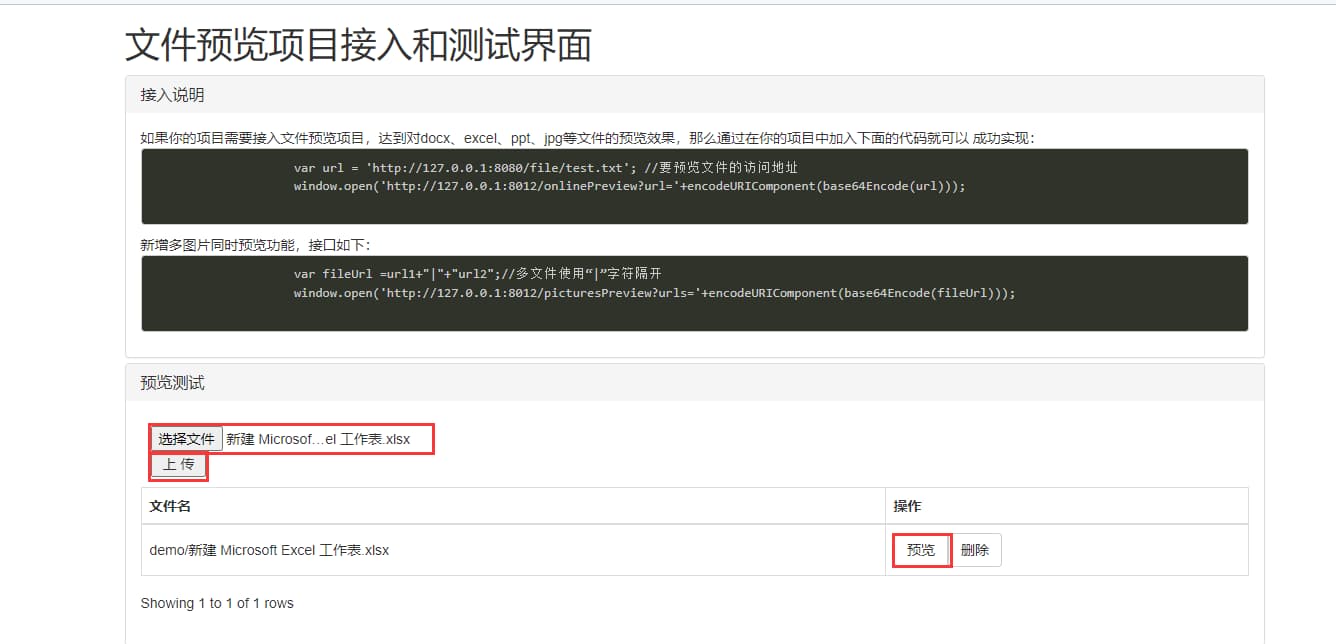 文件预览项目接入和测试界面
接入说明
如果你的项目需要接入文件预览项目，达到对docx、excel、ppt、jpg等文件的预览效果，那么通过在你的项目中加入下面的代码就可以 成功实现：
var url = 'http://127.0.0.1:8080/file/test.txt'; //要预览文件的访问地址
window.open('http://127.0.0.1:8012/onlinePreview?url='+encodeURIComponent(base64Encode(url)));
新增多图片同时预览功能，接口如下：
var fileUrl =url1+"|"+"url2";//多文件使用“|”字符隔开
window.open('http://127.0.0.1:8012/picturesPreview?urls='+encodeURIComponent(base64Encode(fileUrl)));
预览测试
选择文件 新建 Microsof…el 工作表.xlsx
上 传
文件名 操作
demo/新建 Microsoft Excel 工作表.xlsx 预览 删除
Showing 1 to 1 of 1 rows